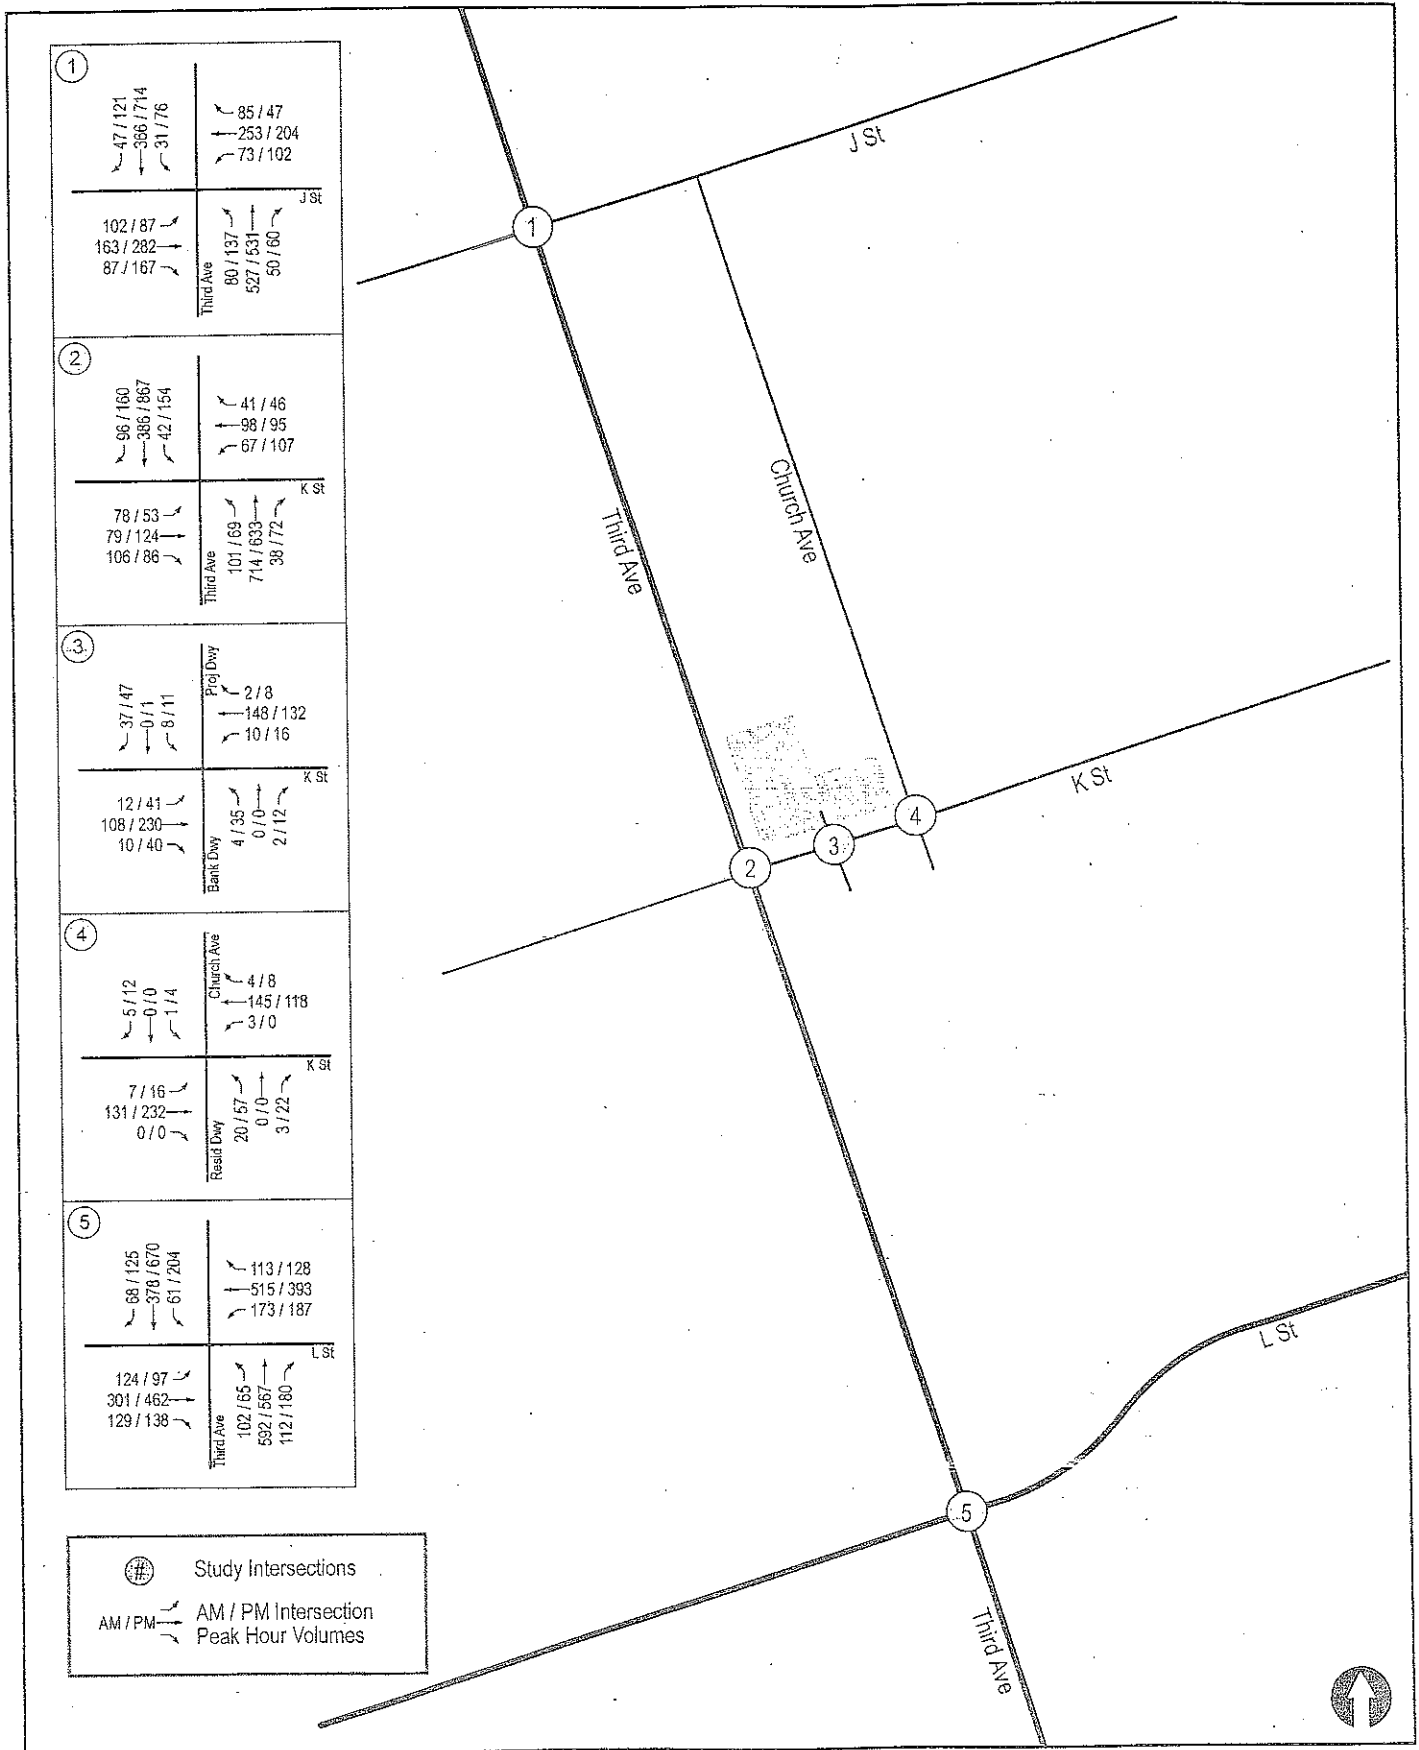 1
47 / 121
366 / 714
31 / 76
85 / 47
253 / 204
73 / 102
J St
102 / 87
163 / 282
87 / 167
Third Ave
80 / 137
527 / 531
50 / 60
2
96 / 160
386 / 867
42 / 154
41 / 46
98 / 95
67 / 107
K St
78 / 53
79 / 124
106 / 86
Third Ave
101 / 69
714 / 633
38 / 72
3
37 / 47
0 / 1
8 / 11
Proj Dwy
2 / 8
148 / 132
10 / 16
K St
12 / 41
108 / 230
10 / 40
Bank Dwy
4 / 35
0 / 0
2 / 12
4
5 / 12
0 / 0
1 / 4
Church Ave
4 / 8
145 / 118
3 / 0
K St
7 / 16
131 / 232
0 / 0
Resid Dwy
20 / 57
0 / 0
3 / 22
5
68 / 125
378 / 670
61 / 204
113 / 128
515 / 393
173 / 187
L St
124 / 97
301 / 462
129 / 138
Third Ave
102 / 65
592 / 567
112 / 180
# Study Intersections
AM / PM
AM / PM Intersection
Peak Hour Volumes
J St
1
Church Ave
Third Ave
K St
4
3
2
L St
5
Third Ave